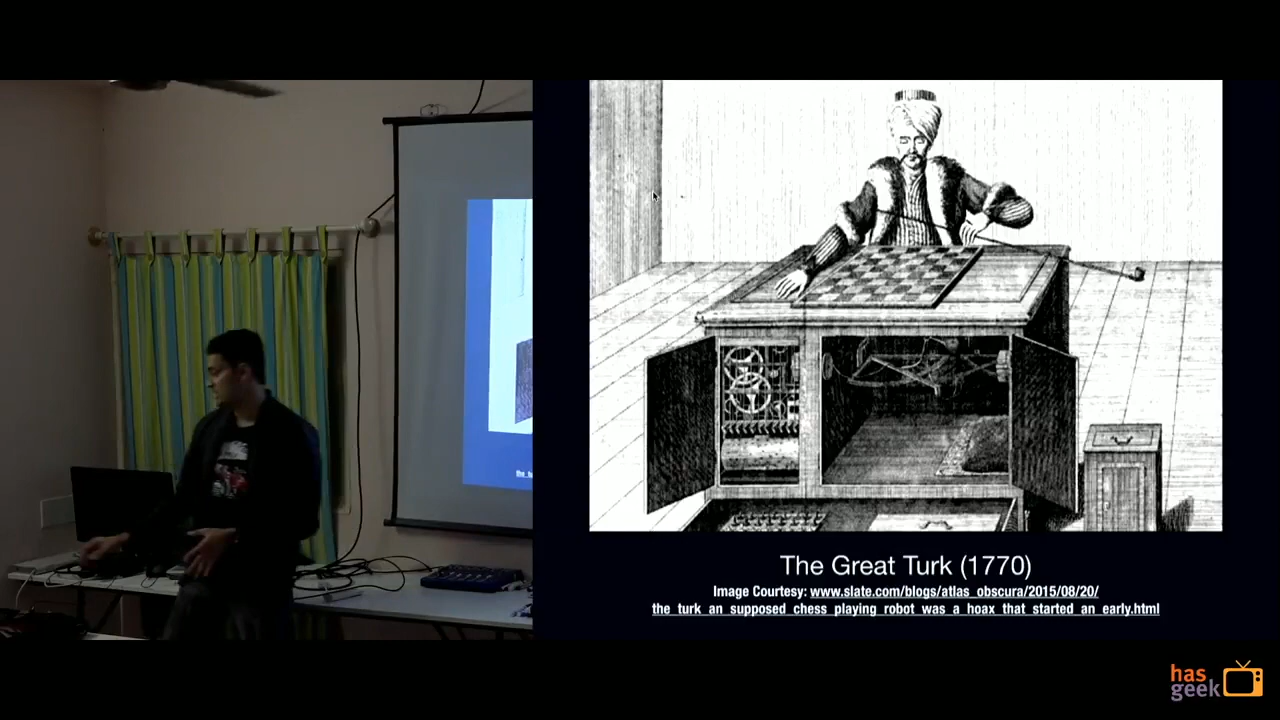 The Great Turk (1770)
Image Courtesy: www.slate.com/blogs/atlas_obscura/2015/08/20/
the_turk_an_supposed_chess_playing_robot_was_a_hoax_that_started_an_early.html
has
geek